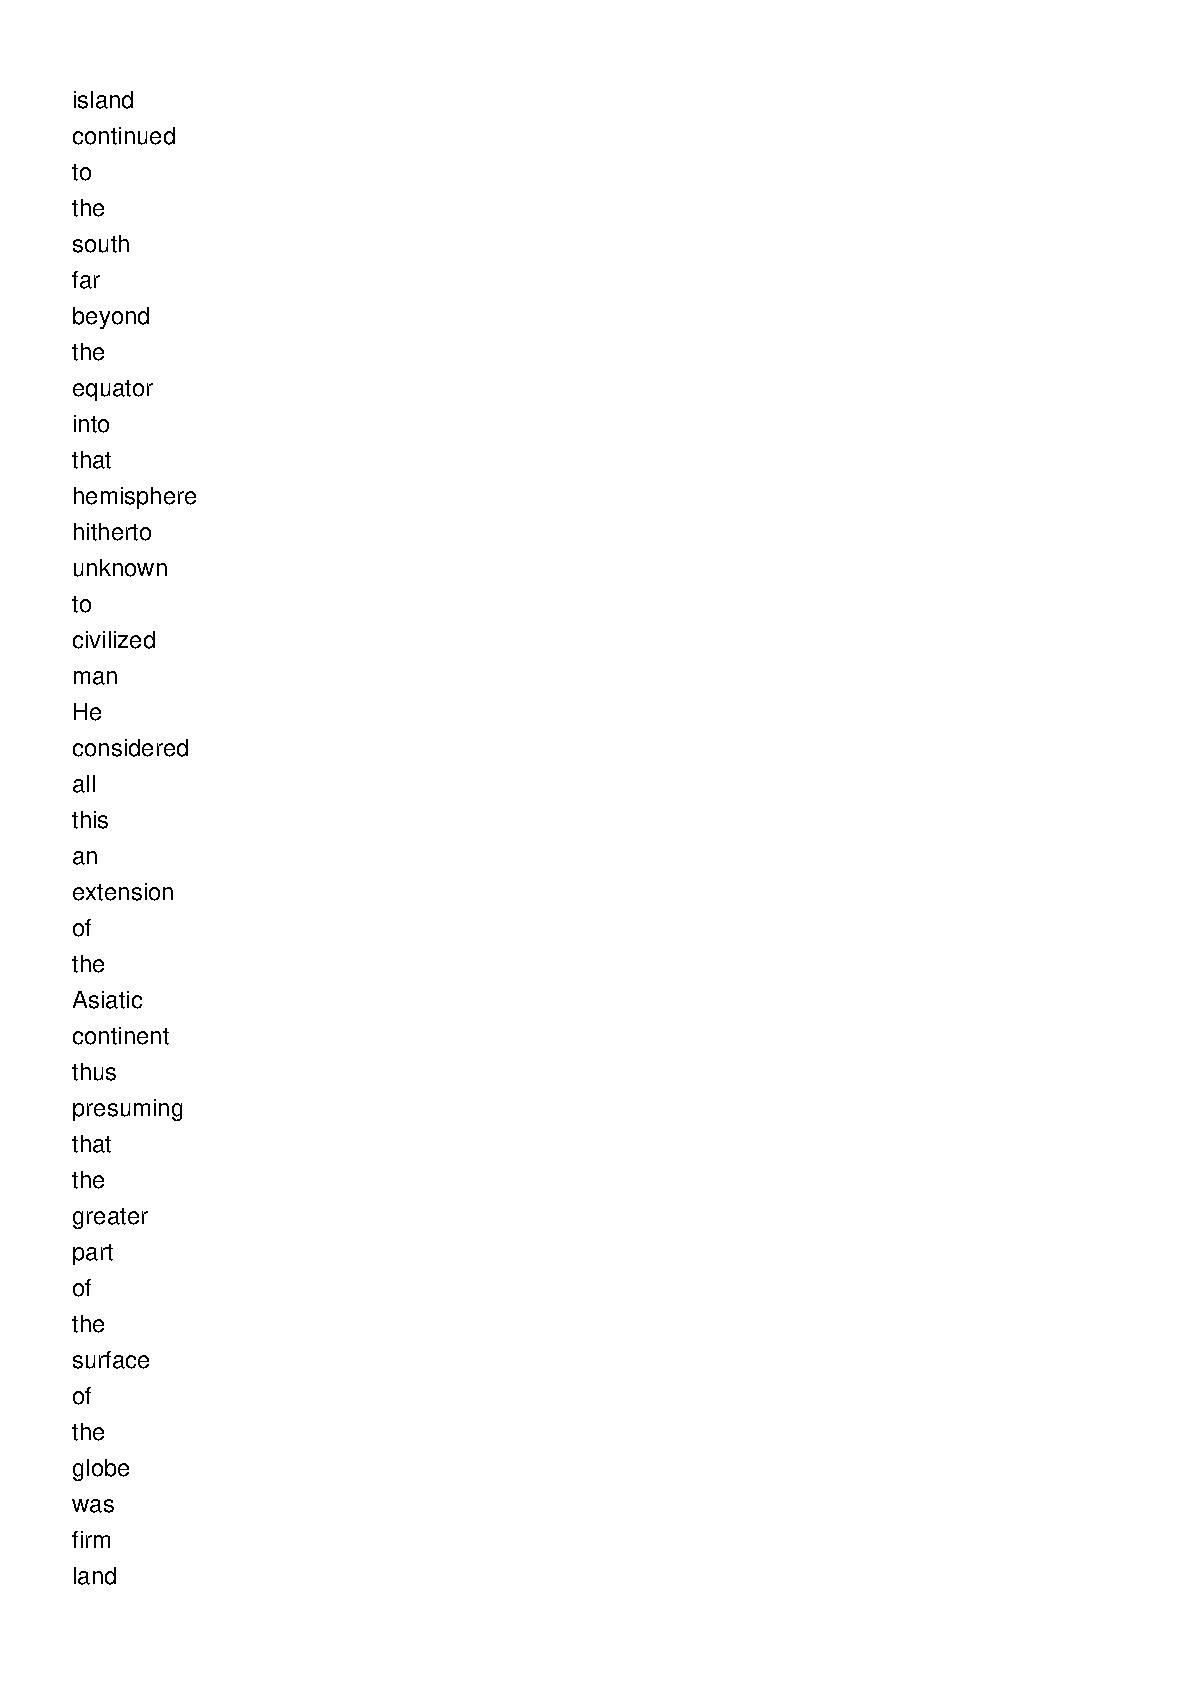 island
continued
to
the
south
far
beyond
the
equator
into
that
hemisphere
hitherto
unknown
to
civilized
man
He
considered
all
this
an
extension
of
the
Asiatic
continent
thus
presuming
that
the
greater
part
of
the
surface
of
the
globe
was
firm
land